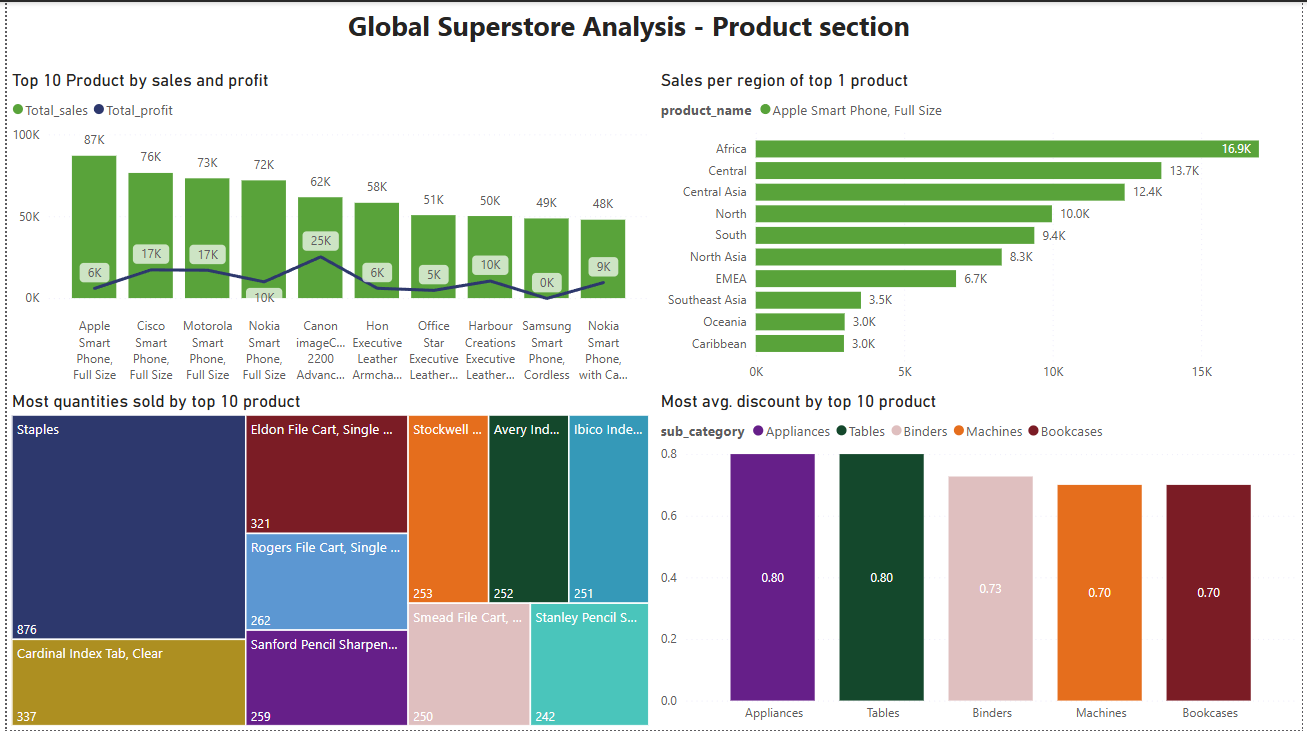 Global Superstore Analysis - Product section
Top 10 Product by sales and profit
Total_sales Total_profit
100K
50K
0K
87K
76K
73K
72K
62K
58K
51K
50K
49K
48K
6K
17K
17K
10K
25K
6K
5K
10K
0K
9K
Apple
Smart
Phone,
Full Size
Cisco
Smart
Phone,
Full Size
Motorola
Smart
Phone,
Full Size
Nokia
Smart
Phone,
Full Size
Canon
imageC...
2200
Advanc...
Hon
Executive
Leather
Armcha...
Office
Star
Executive
Leather...
Harbour
Creations
Executive
Leather...
Samsung
Smart
Phone,
Cordless
Nokia
Smart
Phone,
with Ca...
Sales per region of top 1 product
product_name Apple Smart Phone, Full Size
Africa 16.9K
Central 13.7K
Central Asia 12.4K
North 10.0K
South 9.4K
North Asia 8.3K
EMEA 6.7K
Southeast Asia 3.5K
Oceania 3.0K
Caribbean 3.0K
0K 5K 10K 15K
Most quantities sold by top 10 product
Staples
876
Cardinal Index Tab, Clear
337
Eldon File Cart, Single ...
321
Rogers File Cart, Single ...
262
Sanford Pencil Sharpen...
259
Stockwell ...
253
Avery Ind...
252
Ibico Inde...
251
Smead File Cart, ...
250
Stanley Pencil S...
242
Most avg. discount by top 10 product
sub_category Appliances Tables Binders Machines Bookcases
0.8
0.6
0.4
0.2
0.0
0.80
0.80
0.73
0.70
0.70
Appliances Tables Binders Machines Bookcases